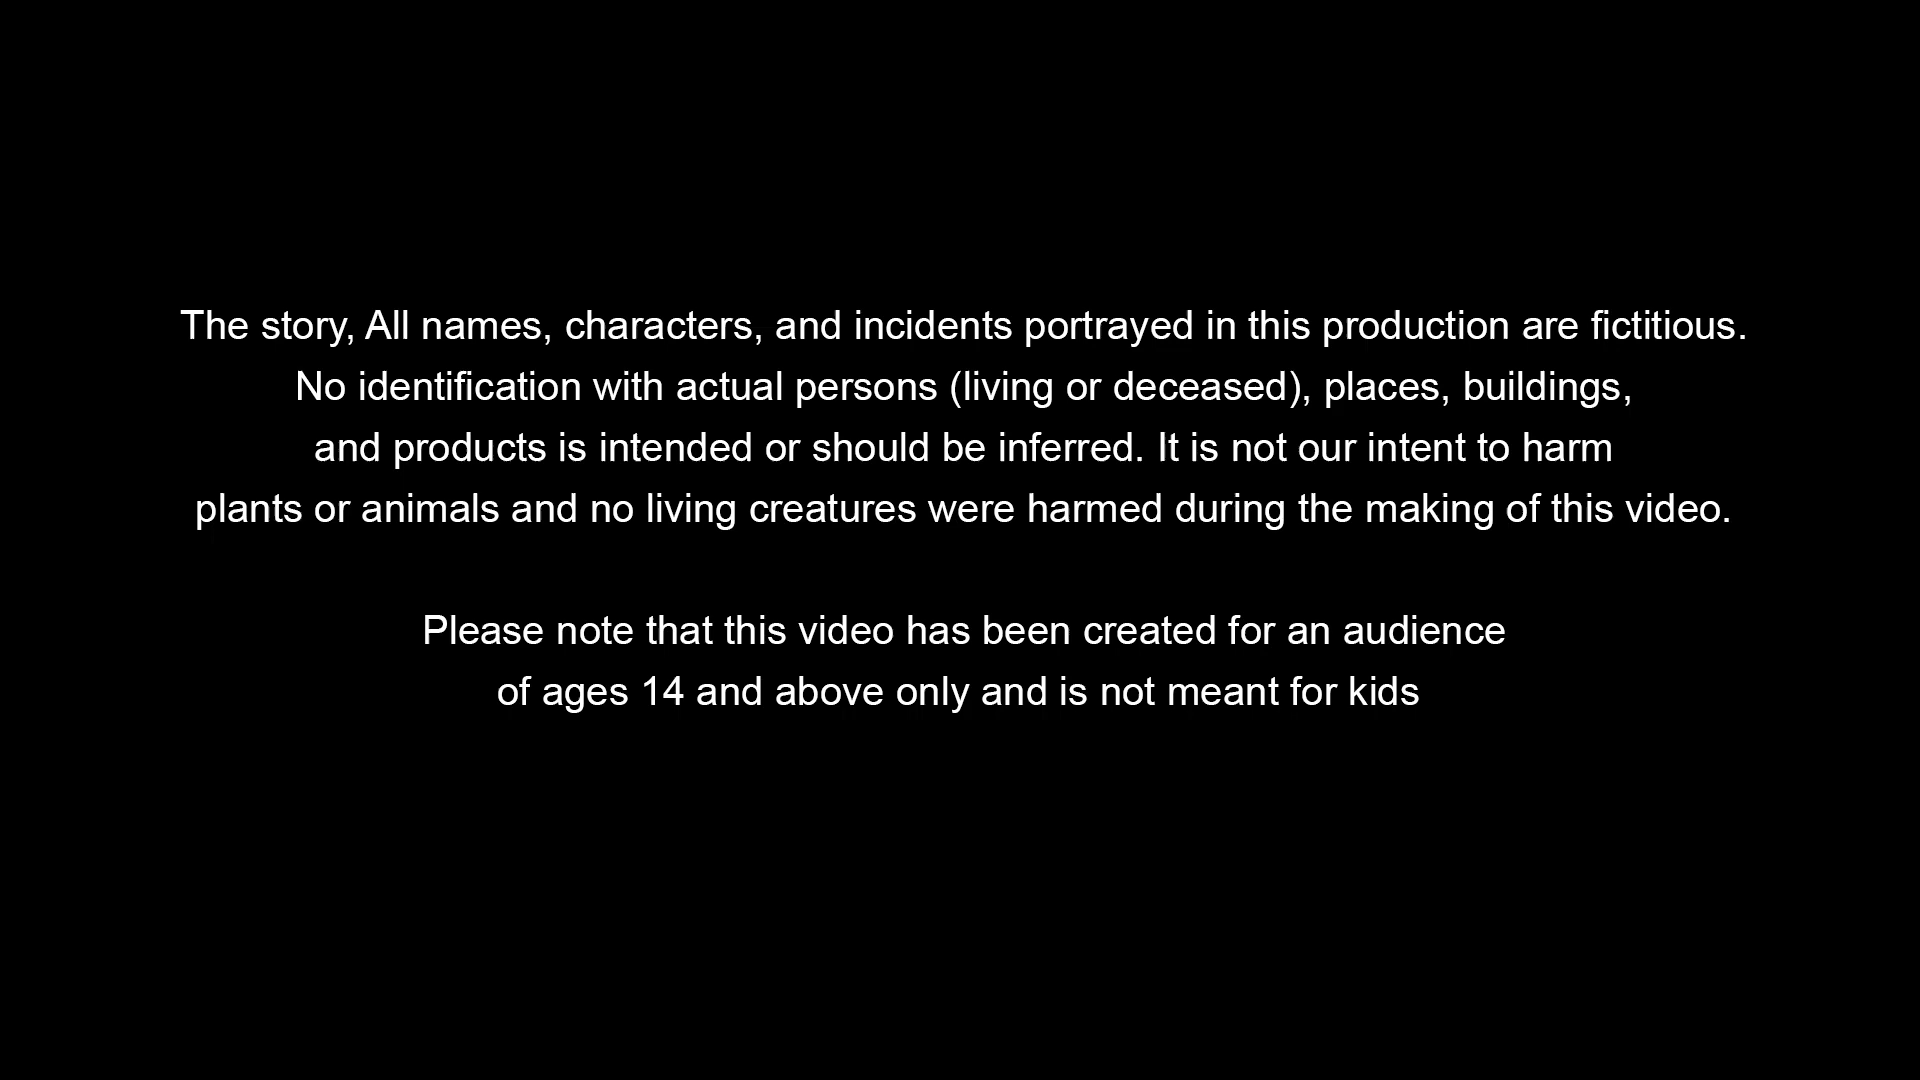 The story, All names, characters, and incidents portrayed in this production are fictitious.
No identification with actual persons (living or deceased), places, buildings,
and products is intended or should be inferred. It is not our intent to harm
plants or animals and no living creatures were harmed during the making of this video.
Please note that this video has been created for an audience
of ages 14 and above only and is not meant for kids